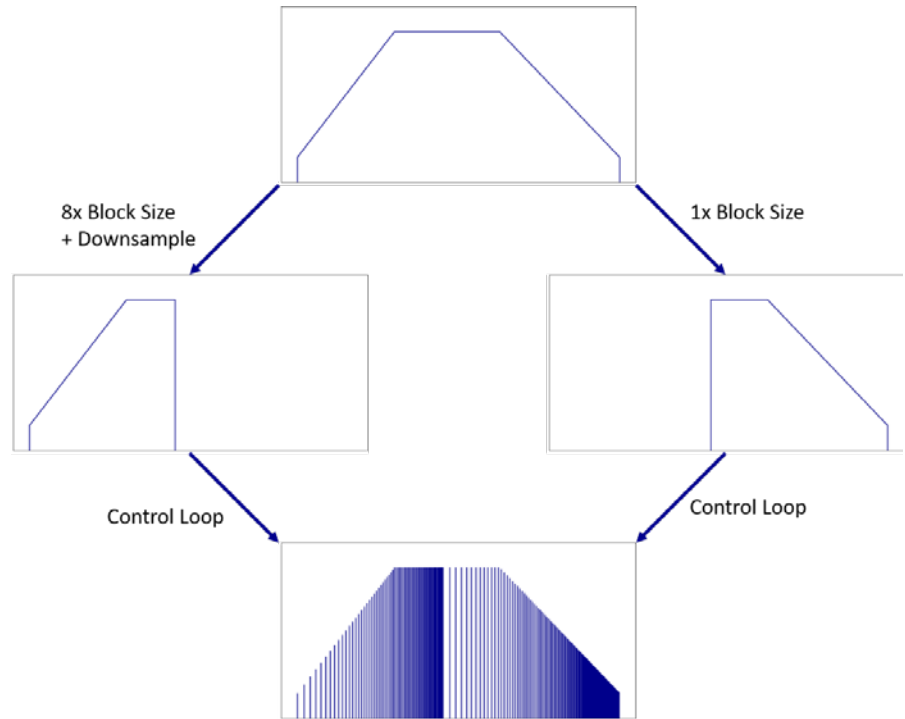 8x Block Size
+ Downsample
1x Block Size
Control Loop
Control Loop